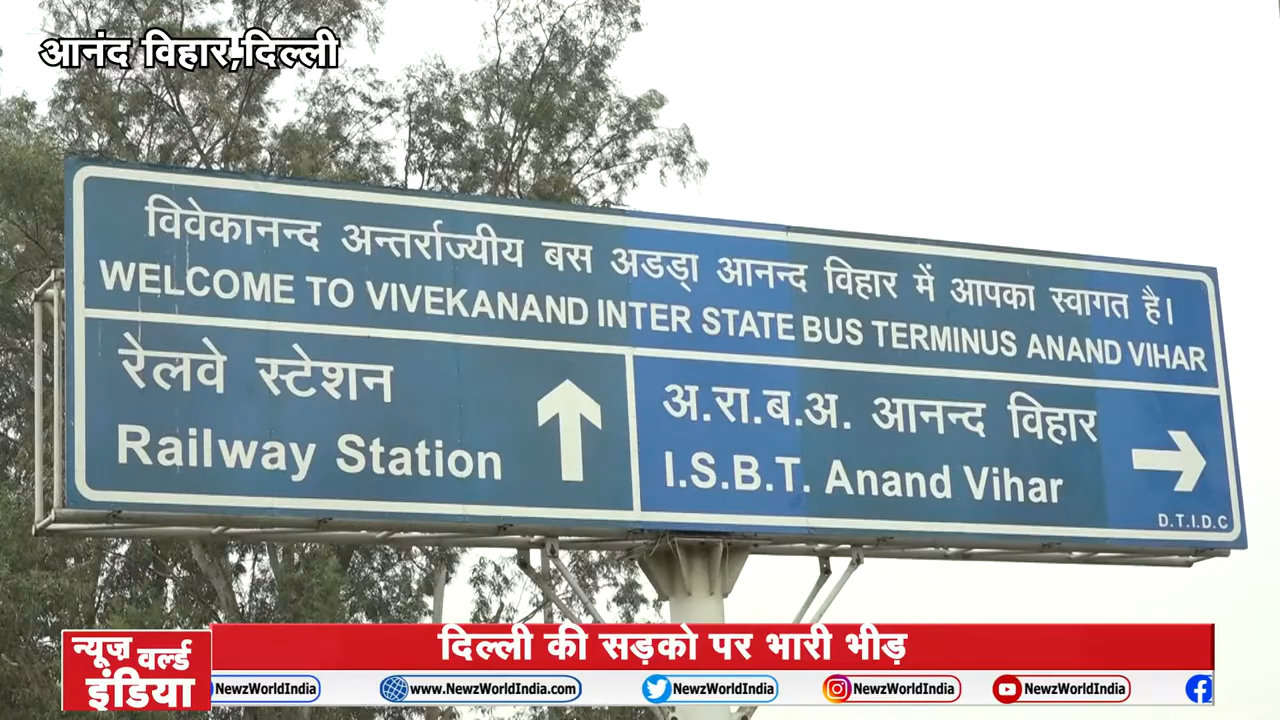 आनंद विहार,दिल्ली
विवेकानन्द अन्तर्राज्यीय बस अडडा़ आनन्द विहार में आपका स्वागत है।
WELCOME TO VIVEKANAND INTER STATE BUS TERMINUS ANAND VIHAR
रेलवे स्टेशन
Railway Station
अ.रा.ब.अ. आनन्द विहार
I.S.B.T. Anand Vihar
D.T.I.D.C
दिल्ली की सड़को पर भारी भीड़
न्यूज़ वर्ल्ड
इंडिया
NewzWorldIndia www.NewzWorldIndia.com NewzWorldIndia NewzWorldIndia NewzWorldIndia